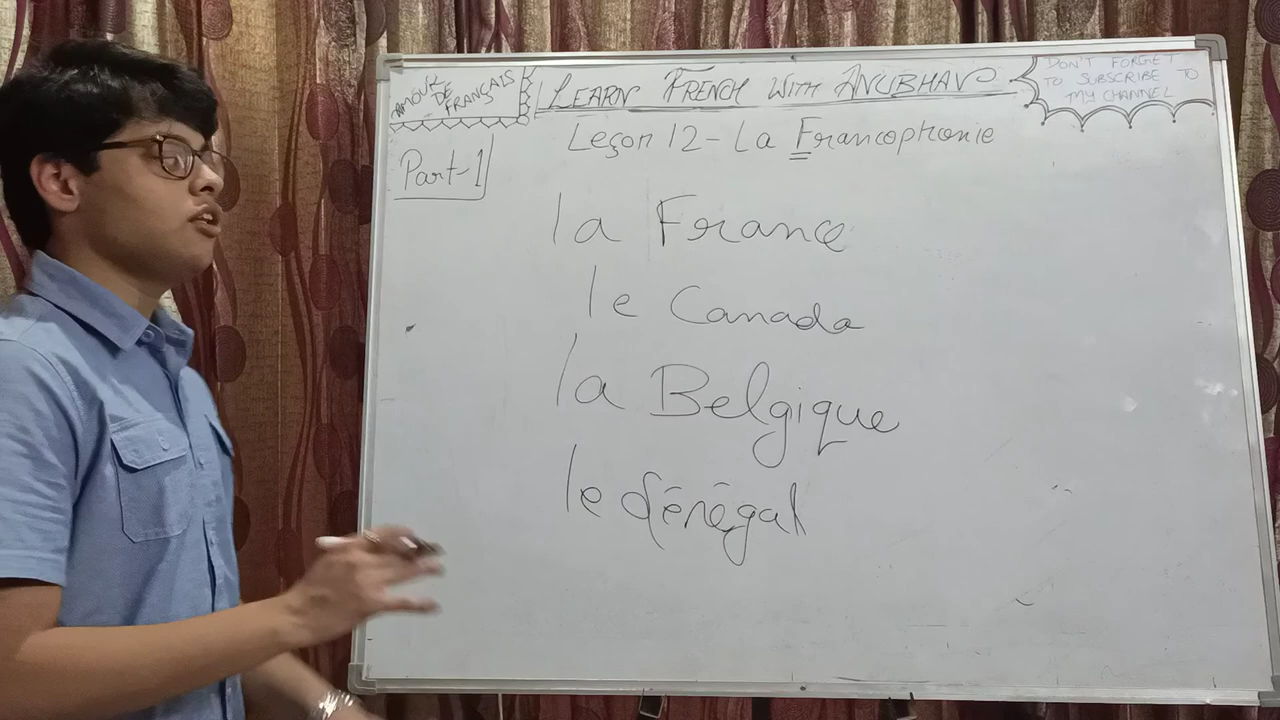 AMOUR
DE
FRANÇAIS
LEARN FRENCH WITH ANUBHAV
DON'T FORGET
TO SUBSCRIBE TO
MY CHANNEL
Leçon 12 - La Francophonie
Part-1
la France
le Canada
la Belgique
le Sénégal